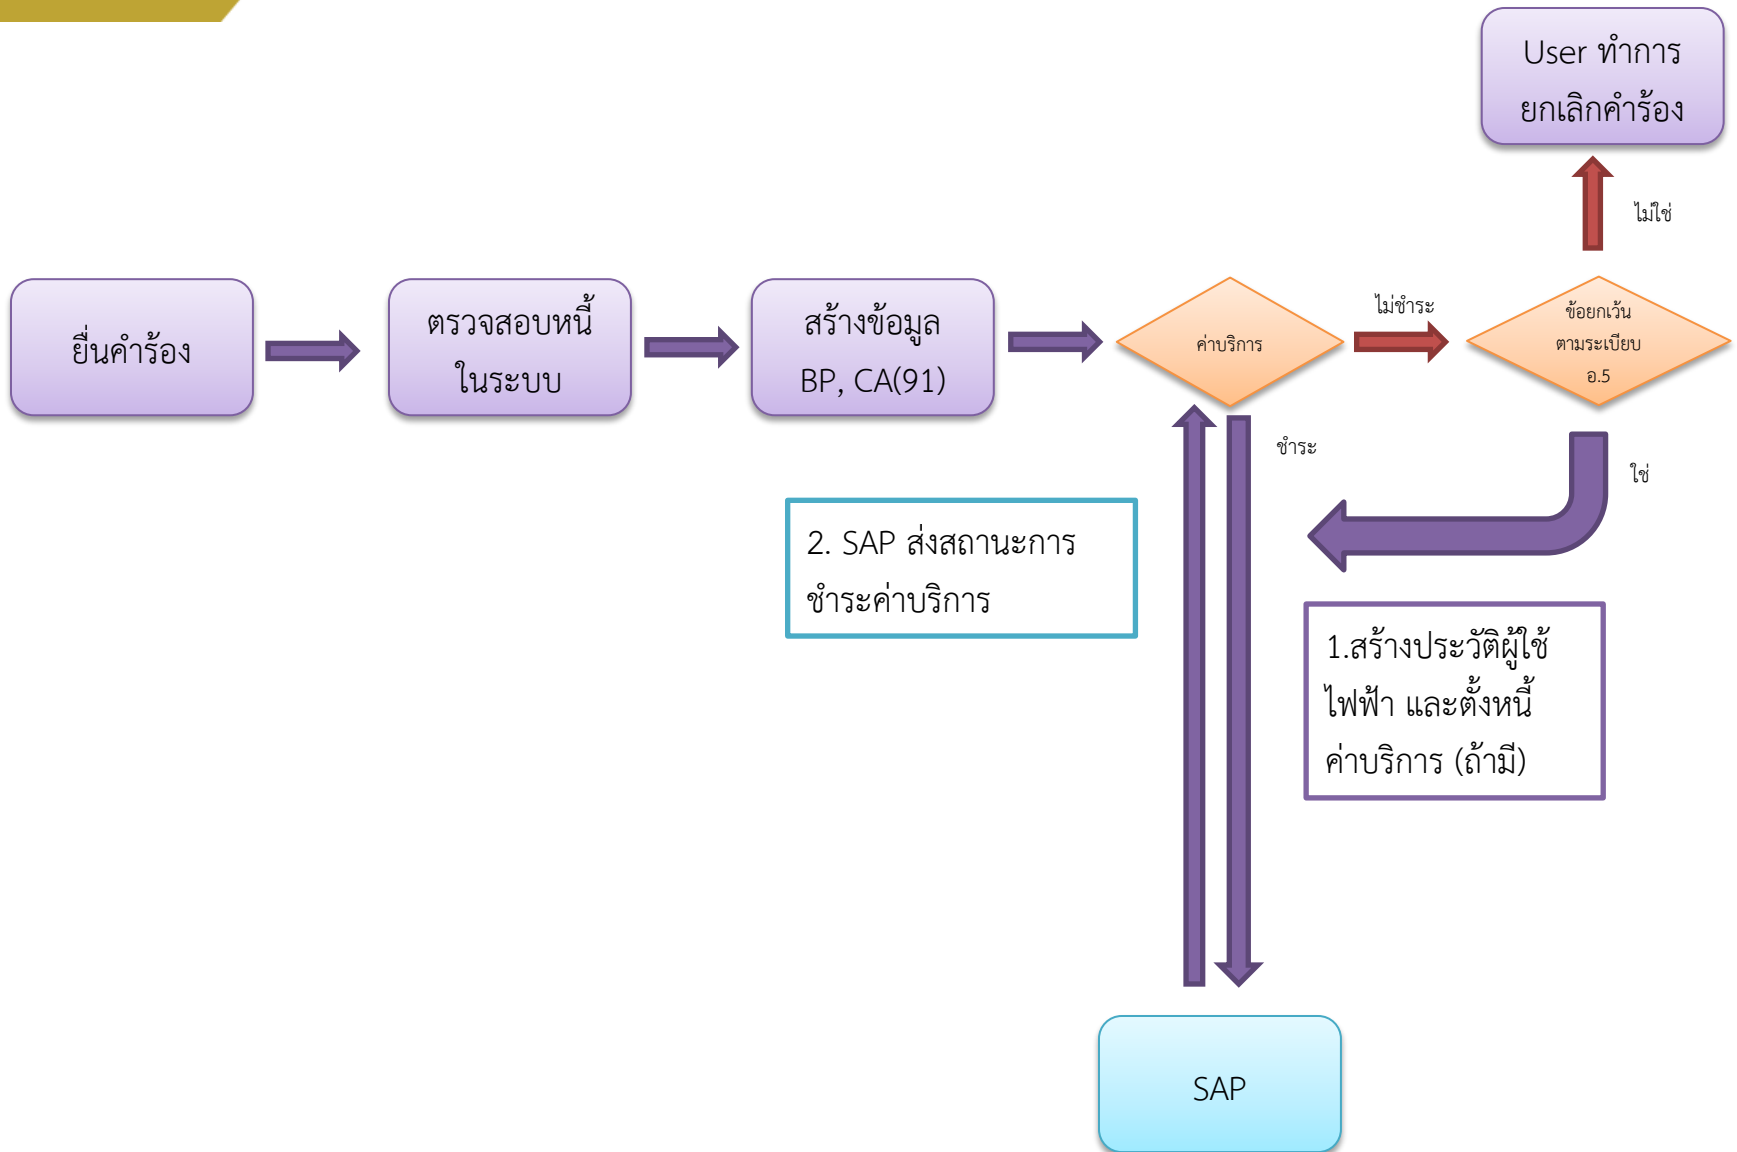 User ทำการ
ยกเลิกคำร้อง
ไม่ใช่
ยื่นคำร้อง
ตรวจสอบหนี้
ในระบบ
สร้างข้อมูล
BP, CA(91)
ค่าบริการ
ไม่ชำระ
ข้อยกเว้น
ตามระเบียบ
อ.5
ชำระ
ใช่
2. SAP ส่งสถานะการ
ชำระค่าบริการ
1.สร้างประวัติผู้ใช้
ไฟฟ้า และตั้งหนี้
ค่าบริการ (ถ้ามี)
SAP